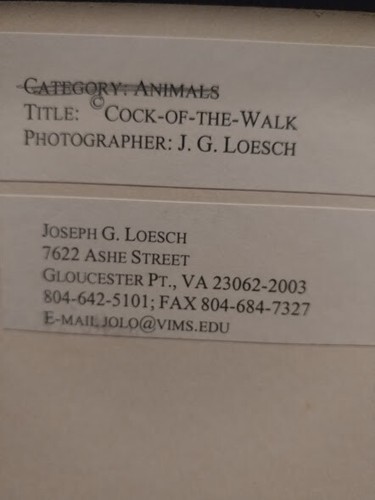 CATEGORY: ANIMALS
TITLE: ©COCK-OF-THE-WALK
PHOTOGRAPHER: J. G. LOESCH
JOSEPH G. LOESCH
7622 ASHE STREET
GLOUCESTER PT., VA 23062-2003
804-642-5101; FAX 804-684-7327
E-MAIL JOLO@VIMS.EDU